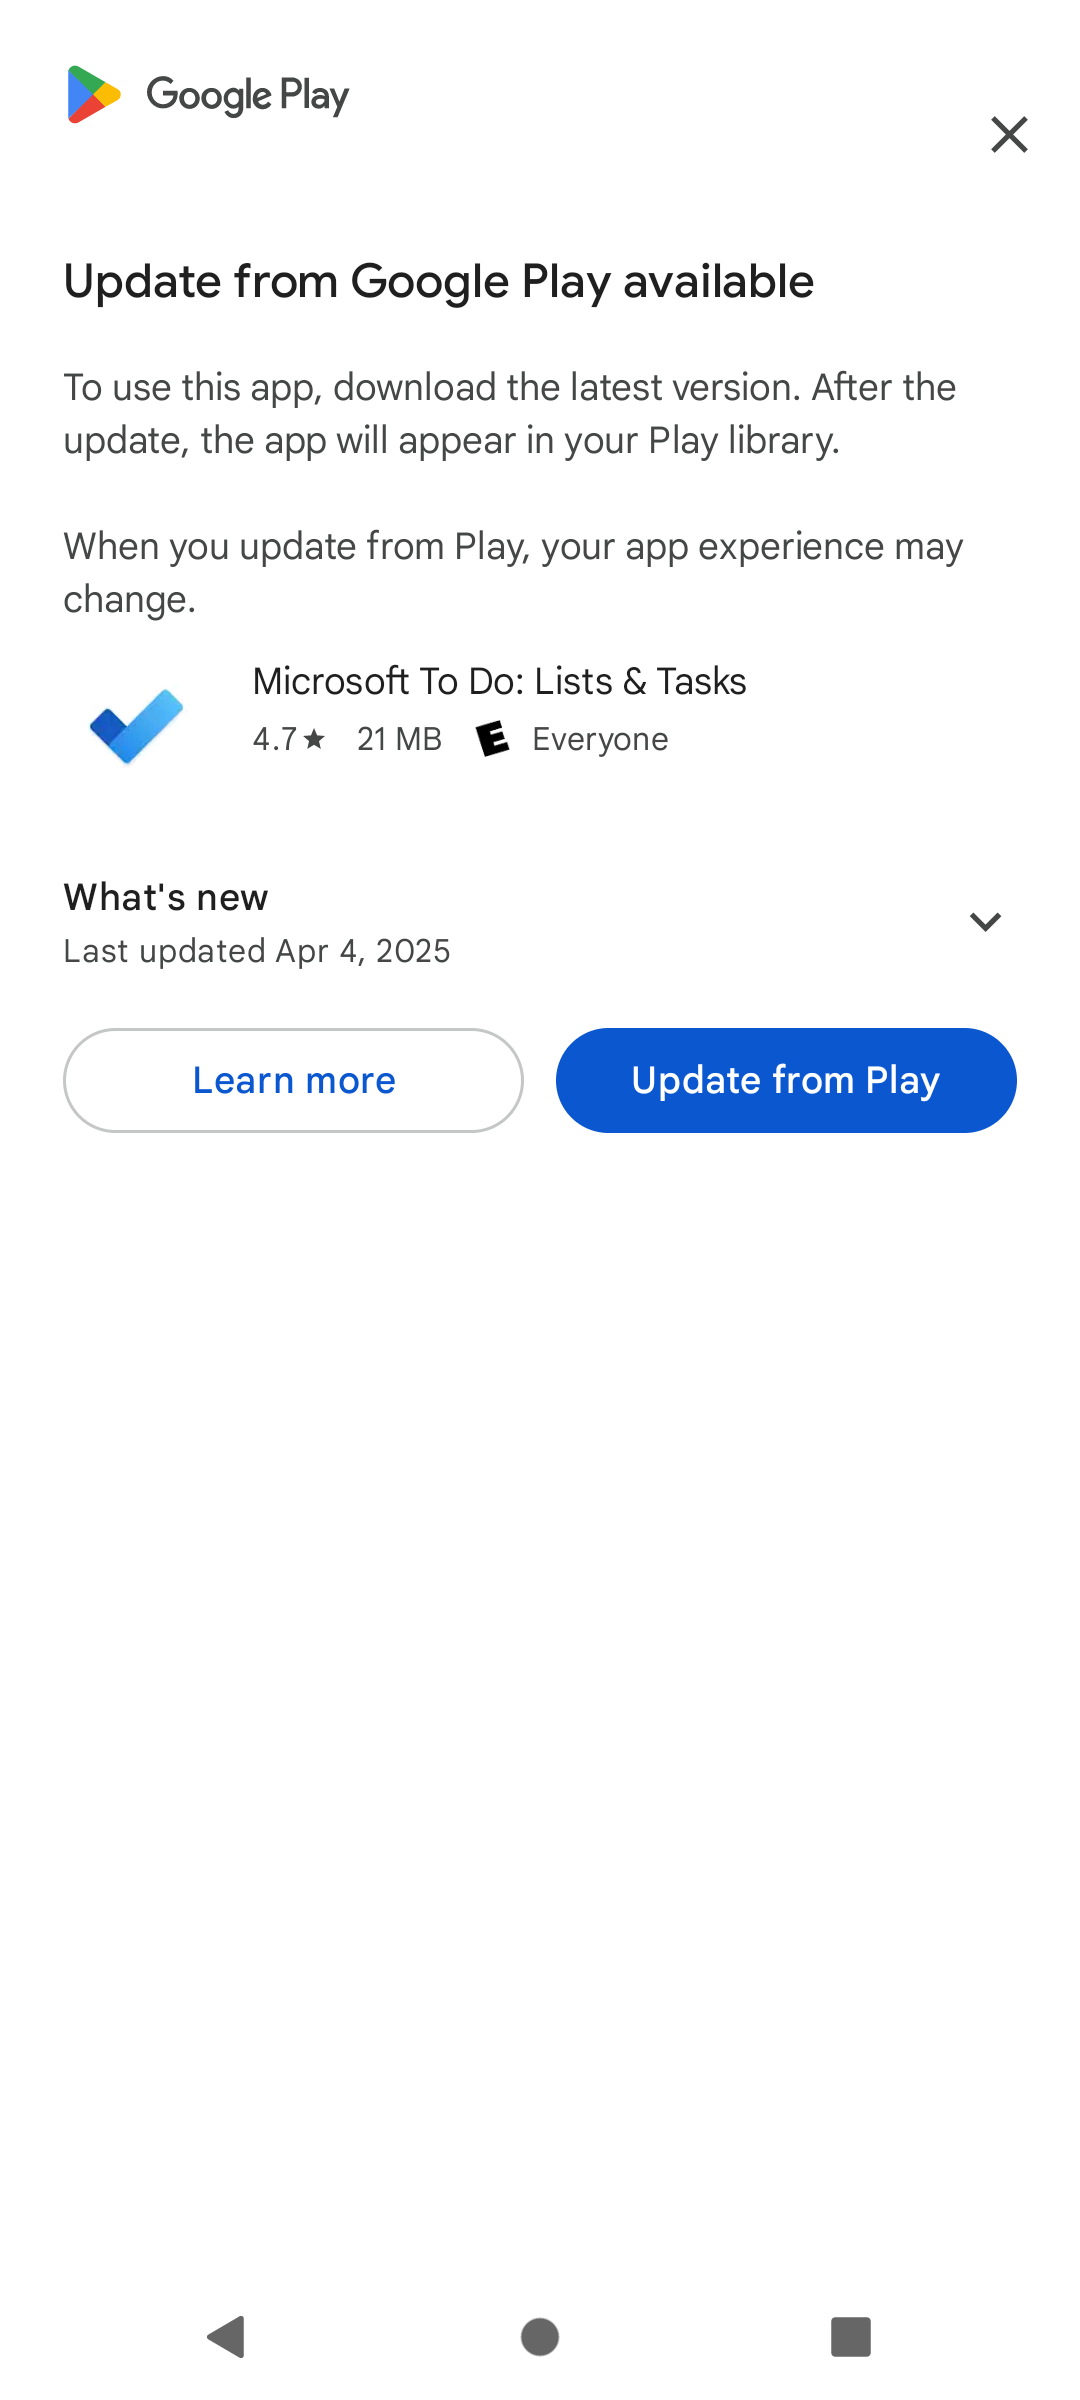 Google Play
Update from Google Play available
To use this app, download the latest version. After the
update, the app will appear in your Play library.
When you update from Play, your app experience may
change.
Microsoft To Do: Lists & Tasks
4.7★ 21 MB E Everyone
What's new
Last updated Apr 4, 2025
Learn more
Update from Play